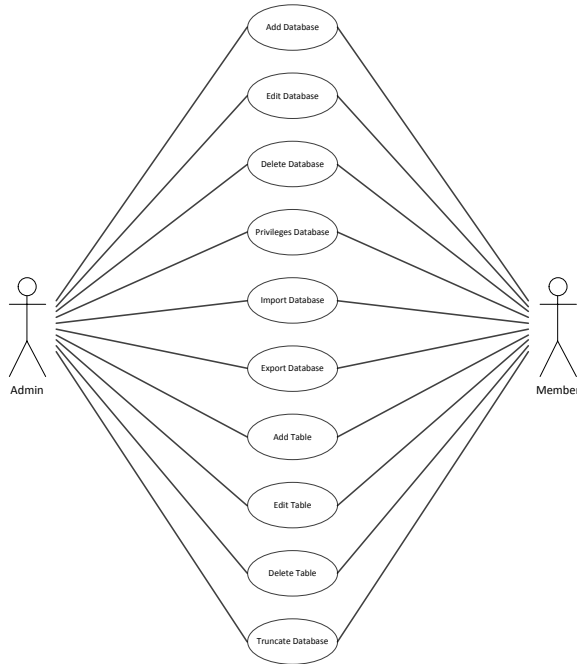 Add Database
Edit Database
Delete Database
Privileges Database
Import Database
Export Database
Admin
Member
Add Table
Edit Table
Delete Table
Truncate Database